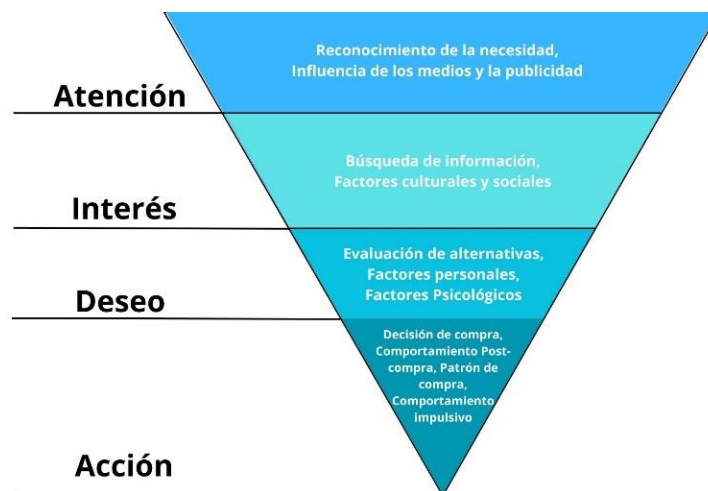 Reconocimiento de la necesidad,
Influencia de los medios y la publicidad
Atención
Búsqueda de información,
Factores culturales y sociales
Interés
Evaluación de alternativas,
Factores personales,
Factores Psicológicos
Deseo
Decisión de compra,
Comportamiento Post-
compra, Patrón de
compra,
Comportamiento
impulsivo
Acción